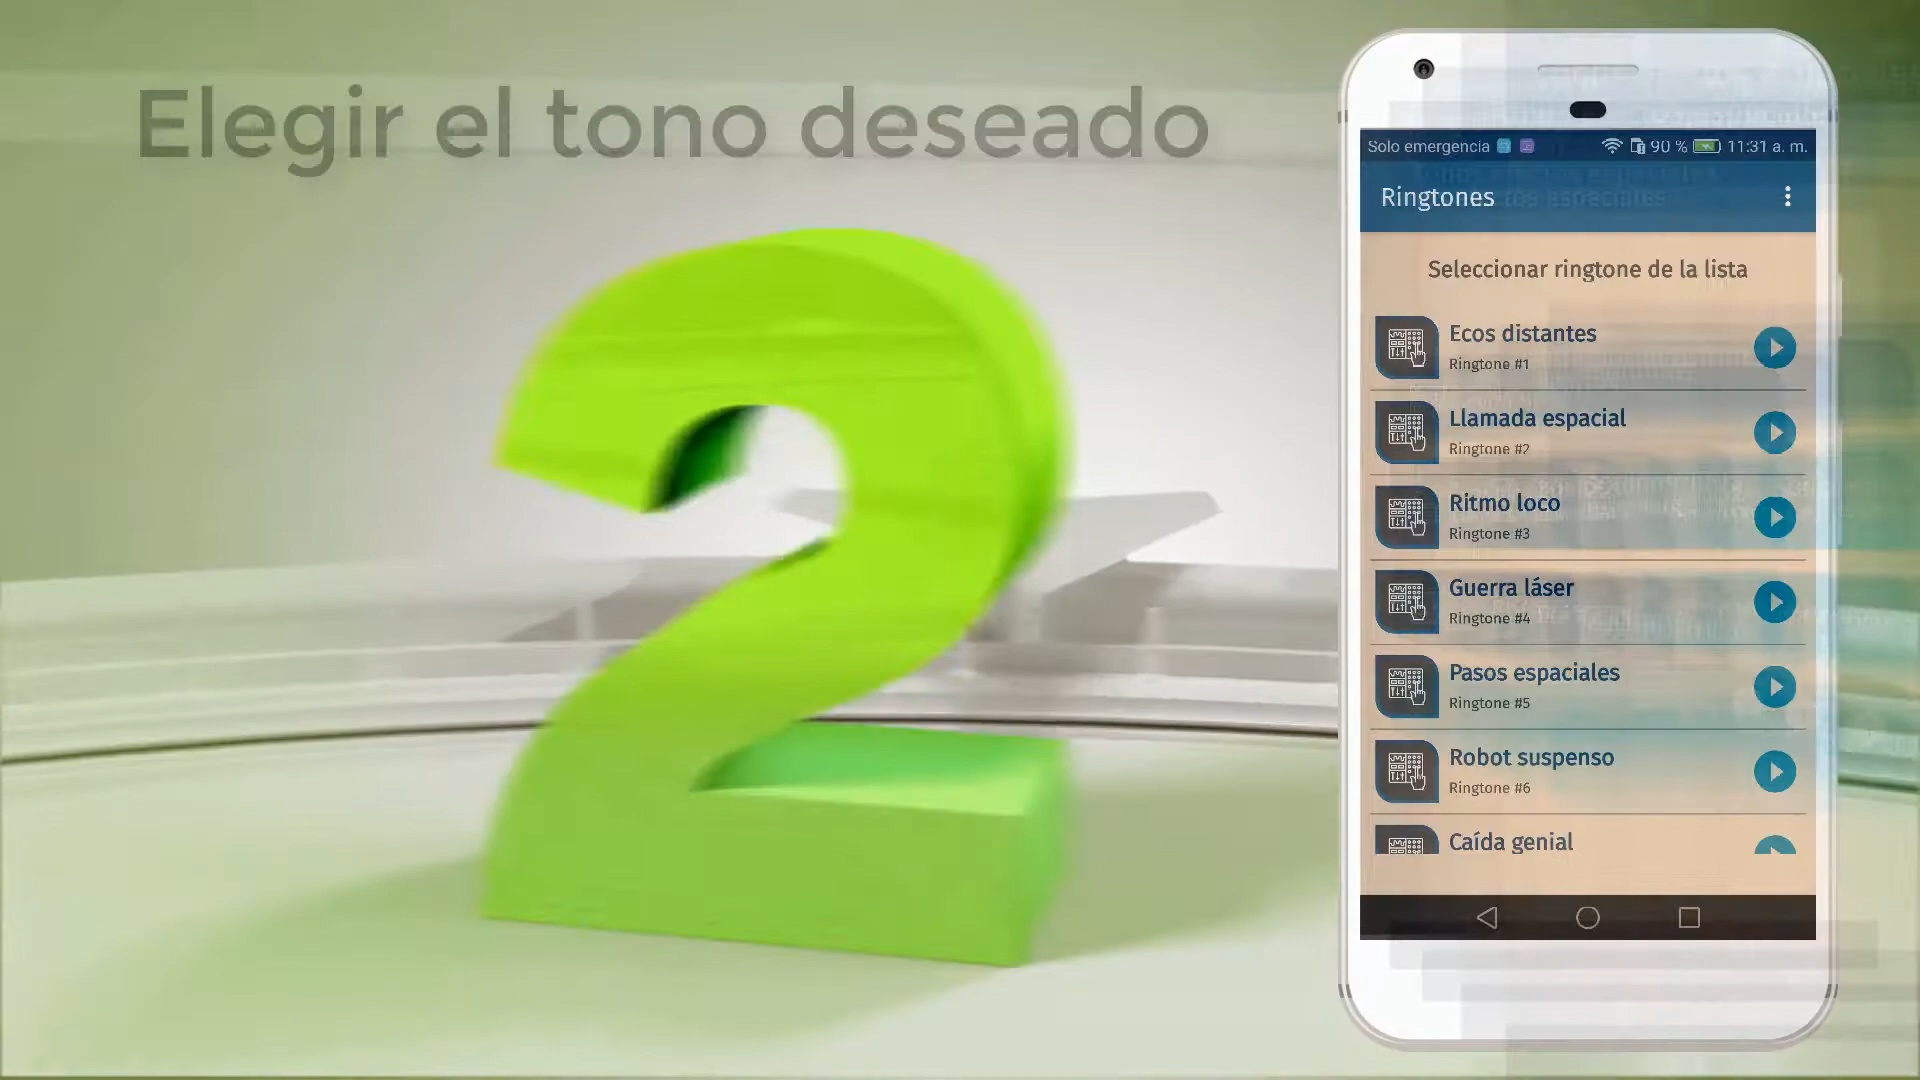 Elegir el tono deseado
2
Solo emergencia 90 % 11:31 a. m.
Ringtones
Seleccionar ringtone de la lista
Ecos distantes
Ringtone #1
Llamada espacial
Ringtone #2
Ritmo loco
Ringtone #3
Guerra láser
Ringtone #4
Pasos espaciales
Ringtone #5
Robot suspenso
Ringtone #6
Caída genial